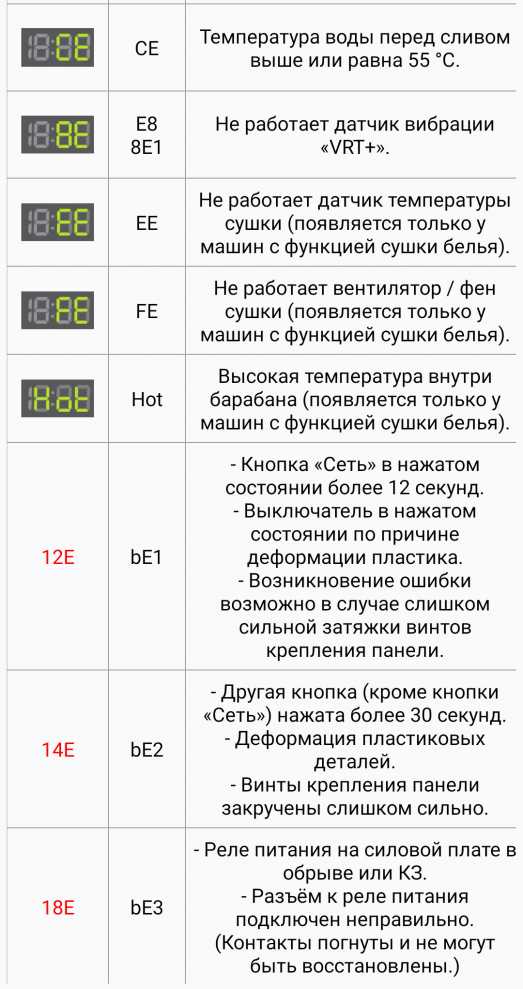 CE
CE
Температура воды перед сливом
выше или равна 55 °C.
8E
E8
8E1
Не работает датчик вибрации
«VRT+».
EE
EE
Не работает датчик температуры
сушки (появляется только у
машин с функцией сушки белья).
FE
FE
Не работает вентилятор / фен
сушки (появляется только у
машин с функцией сушки белья).
Hot
Hot
Высокая температура внутри
барабана (появляется только у
машин с функцией сушки белья).
12E
bE1
- Кнопка «Сеть» в нажатом
состоянии более 12 секунд.
- Выключатель в нажатом
состоянии по причине
деформации пластика.
- Возникновение ошибки
возможно в случае слишком
сильной затяжки винтов
крепления панели.
14E
bE2
- Другая кнопка (кроме кнопки
«Сеть») нажата более 30 секунд.
- Деформация пластиковых
деталей.
- Винты крепления панели
закручены слишком сильно.
18E
bE3
- Реле питания на силовой плате в
обрыве или КЗ.
- Разъём к реле питания
подключен неправильно.
(Контакты погнуты и не могут
быть восстановлены.)